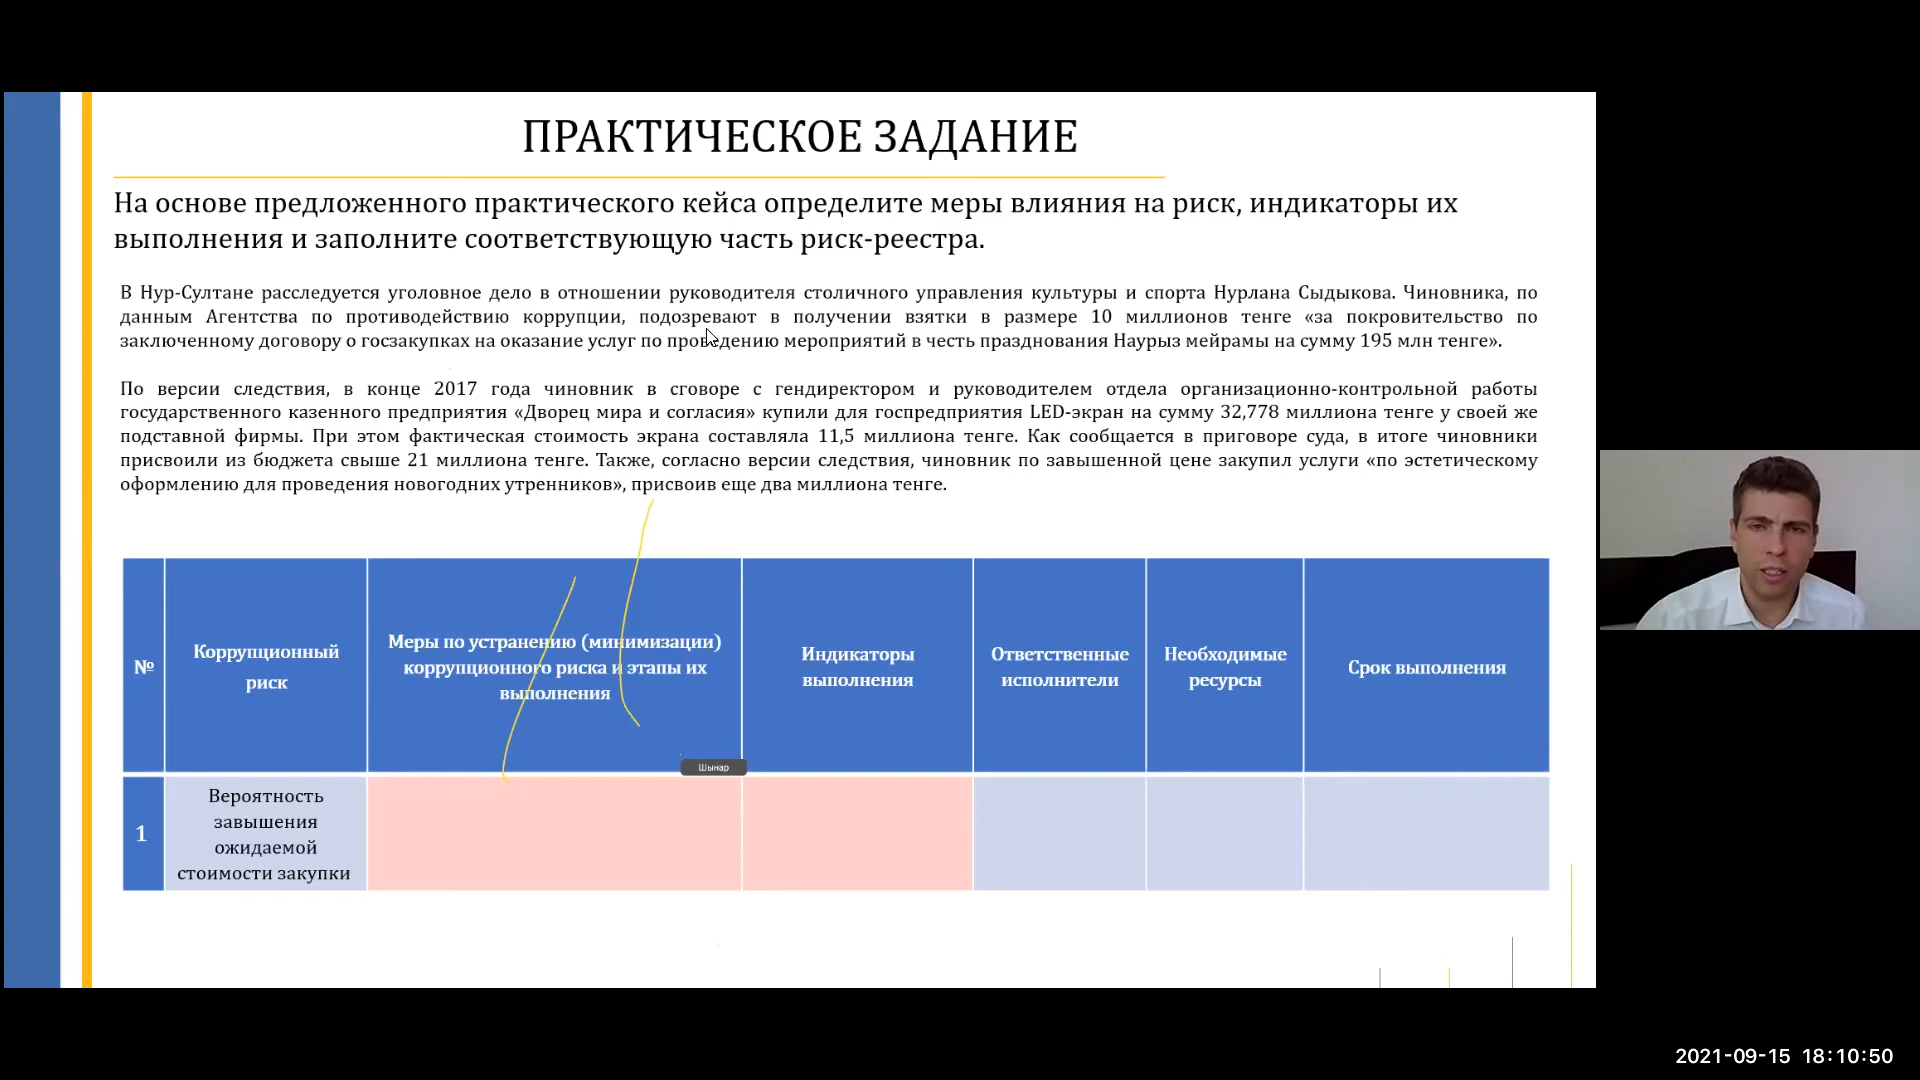 ПРАКТИЧЕСКОЕ ЗАДАНИЕ
На основе предложенного практического кейса определите меры влияния на риск, индикаторы их
выполнения и заполните соответствующую часть риск-реестра.
В Нур-Султане расследуется уголовное дело в отношении руководителя столичного управления культуры и спорта Нурлана Сыдыкова. Чиновника, по
данным Агентства по противодействию коррупции, подозревают в получении взятки в размере 10 миллионов тенге «за покровительство по
заключенному договору о госзакупках на оказание услуг по проведению мероприятий в честь празднования Наурыз мейрамы на сумму 195 млн тенге».
По версии следствия, в конце 2017 года чиновник в сговоре с гендиректором и руководителем отдела организационно-контрольной работы
государственного казенного предприятия «Дворец мира и согласия» купили для госпредприятия LED-экран на сумму 32,778 миллиона тенге у своей же
подставной фирмы. При этом фактическая стоимость экрана составляла 11,5 миллиона тенге. Как сообщается в приговоре суда, в итоге чиновники
присвоили из бюджета свыше 21 миллиона тенге. Также, согласно версии следствия, чиновник по завышенной цене закупил услуги «по эстетическому
оформлению для проведения новогодних утренников», присвоив еще два миллиона тенге.
№
Коррупционный
риск
Меры по устранению (минимизации)
коррупционного риска и этапы их
выполнения
Индикаторы
выполнения
Ответственные
исполнители
Необходимые
ресурсы
Срок выполнения
Шынар
1
Вероятность
завышения
ожидаемой
стоимости закупки
2021-09-15 18:10:50